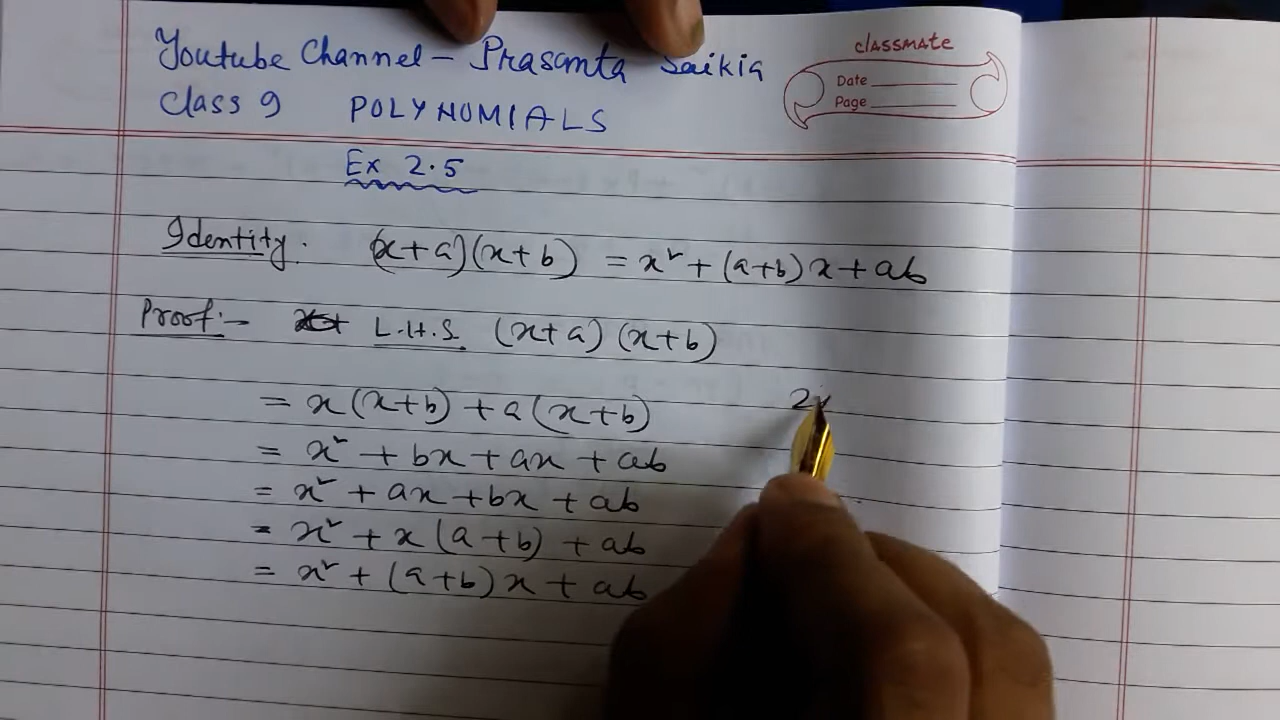 Youtube Channel - Prasanta Saikia
classmate
Date
Page
Class 9 POLYNOMIALS
Ex 2.5
Identity. (x+a)(x+b) = x² + (a+b)x + ab
Proof:- L.H.S. (x+a)(x+b)
= x(x+b) + a(x+b)
= x² + bx + ax + ab
= x² + ax + bx + ab
= x² + x(a+b) + ab
= x² + (a+b)x + ab